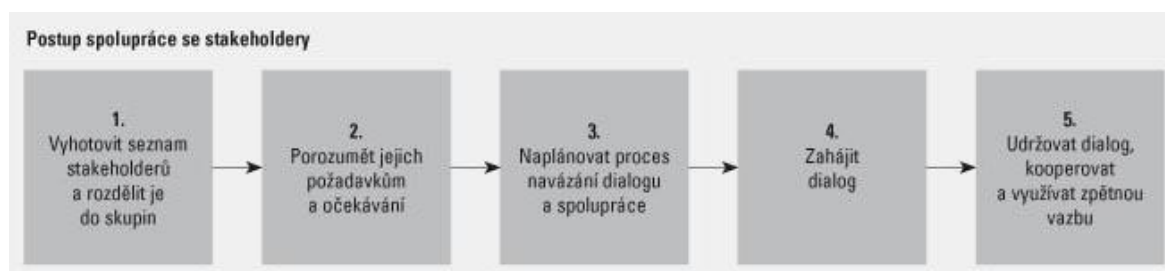 Postup spolupráce se stakeholdery
1.
Vyhotovit seznam
stakeholderů
a rozdělit je
do skupin
2.
Porozumět jejich
požadavkům
a očekávání
3.
Naplánovat proces
navázání dialogu
a spolupráce
4.
Zahájit
dialog
5.
Udržovat dialog,
kooperovat
a využívat zpětnou
vazbu